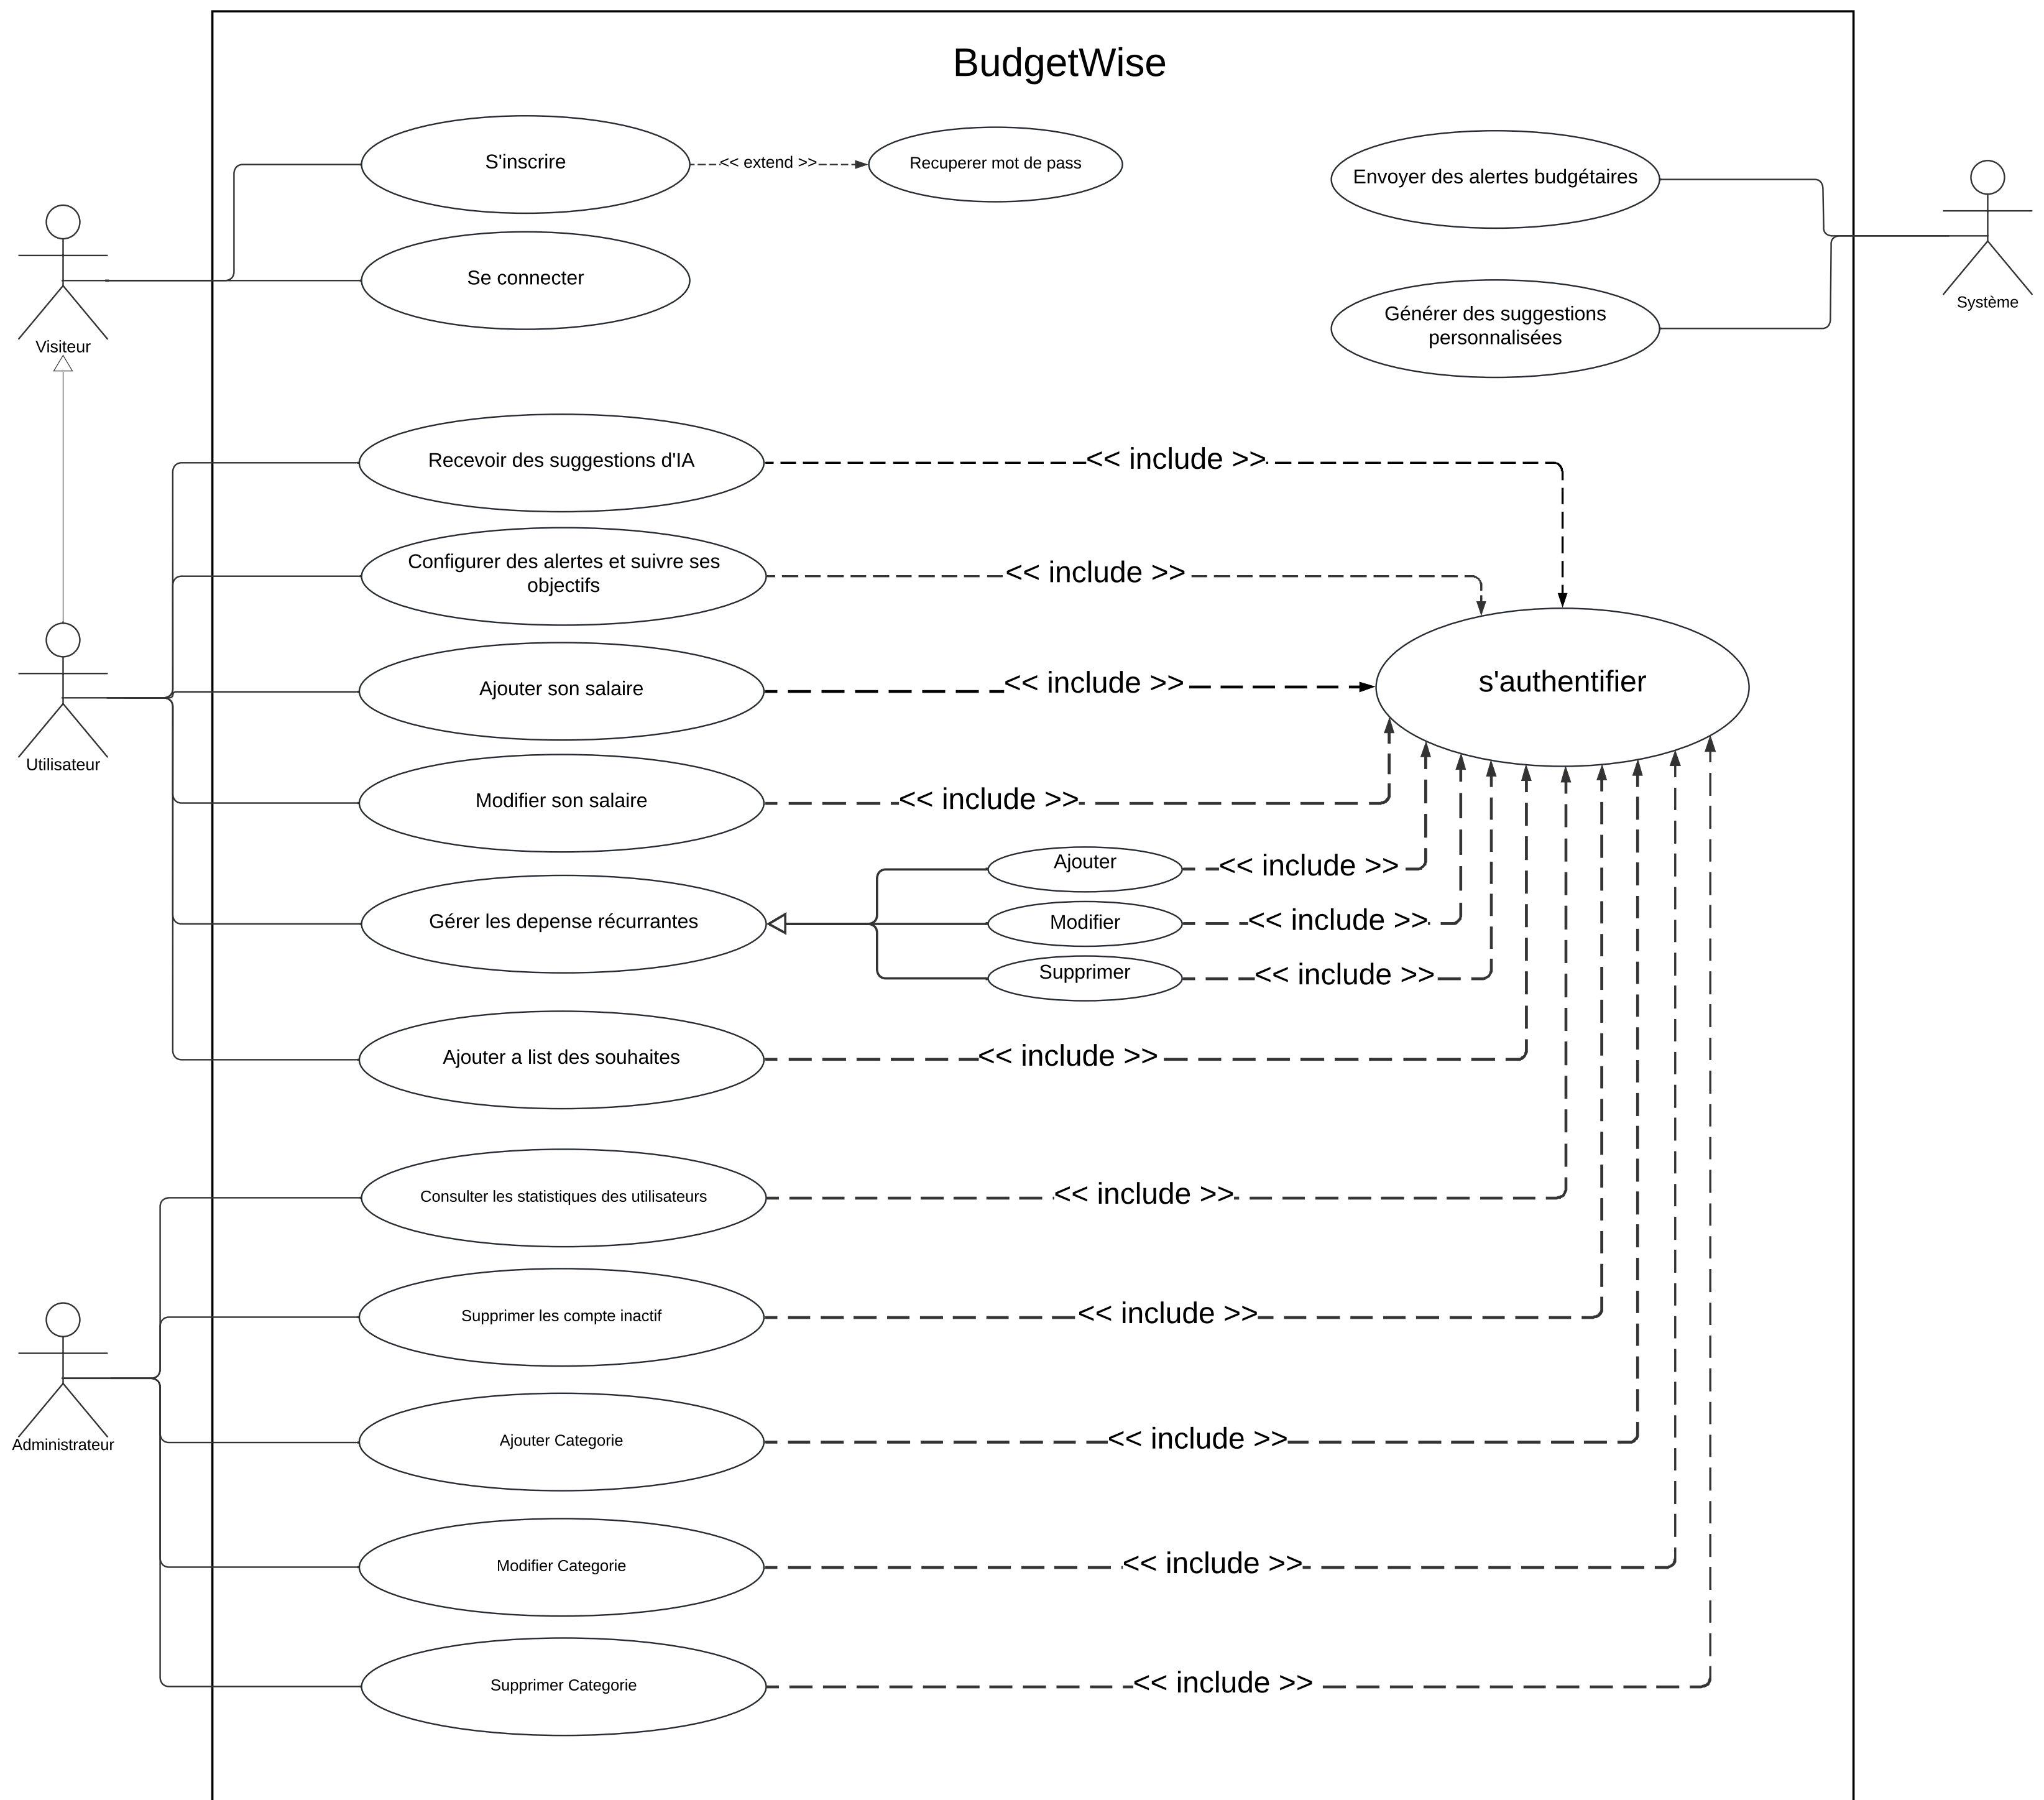 BudgetWise
S'inscrire
<< extend >>
Recuperer mot de pass
Envoyer des alertes budgétaires
Se connecter
Système
Générer des suggestions
personnalisées
Visiteur
Recevoir des suggestions d'IA
<< include >>
Configurer des alertes et suivre ses
objectifs
<< include >>
Ajouter son salaire
<< include >>
s'authentifier
Utilisateur
Modifier son salaire
<< include >>
Ajouter
<< include >>
Gérer les depense récurrantes
Modifier
<< include >>
Supprimer
<< include >>
Ajouter a list des souhaites
<< include >>
Consulter les statistiques des utilisateurs
<< include >>
Supprimer les compte inactif
<< include >>
Administrateur
Ajouter Categorie
<< include >>
Modifier Categorie
<< include >>
Supprimer Categorie
<< include >>